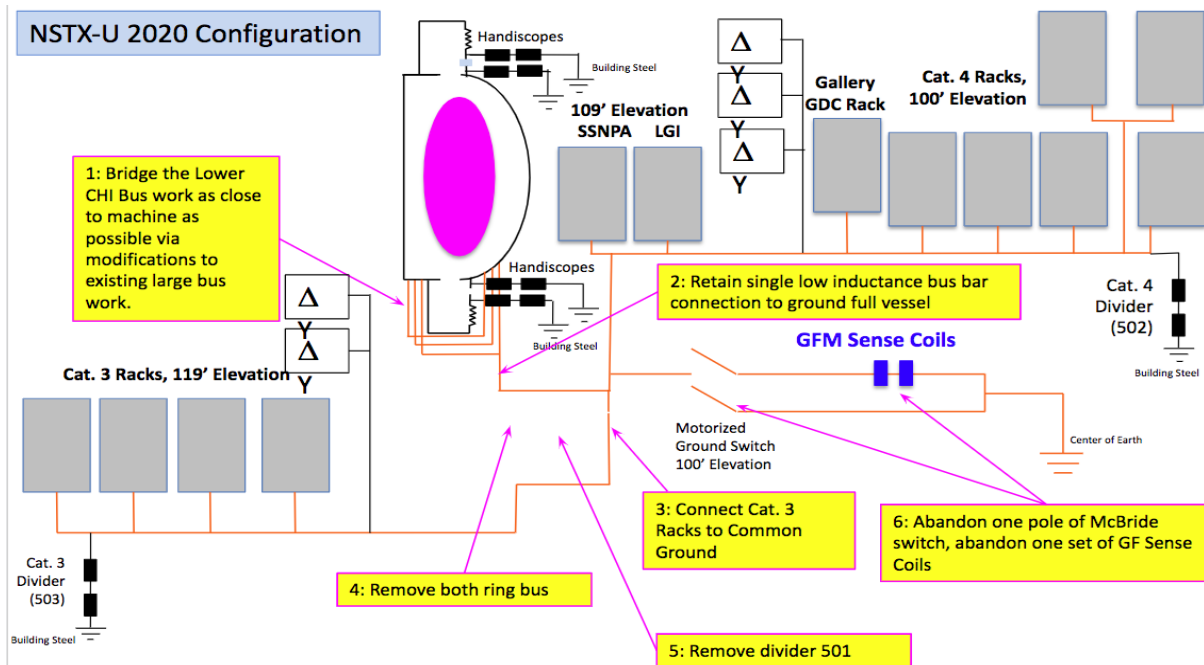 NSTX-U 2020 Configuration
Handiscopes
Building Steel
109’ Elevation
SSNPA LGI
Δ
Y
Δ
Y
Δ
Y
Gallery
GDC Rack
Cat. 4 Racks,
100’ Elevation
1: Bridge the Lower
CHI Bus work as close
to machine as
possible via
modifications to
existing large bus
work.
Handiscopes
Building Steel
2: Retain single low inductance bus bar
connection to ground full vessel
Cat. 4
Divider
(502)
Building Steel
Δ
Y
Δ
Y
Cat. 3 Racks, 119’ Elevation
GFM Sense Coils
Motorized
Ground Switch
100’ Elevation
Center of Earth
3: Connect Cat. 3
Racks to Common
Ground
6: Abandon one pole of McBride
switch, abandon one set of GF Sense
Coils
Cat. 3
Divider
(503)
Building Steel
4: Remove both ring bus
5: Remove divider 501